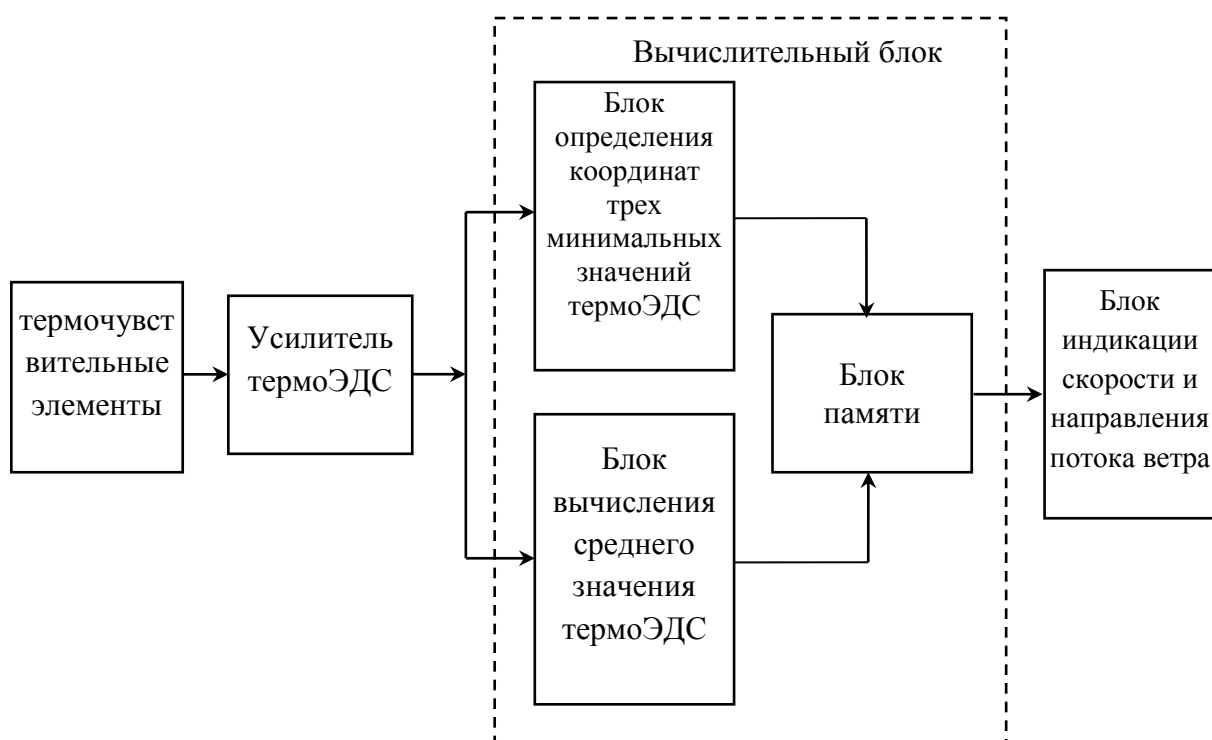 Вычислительный блок
Блок
определения
координат
трех
минимальных
значений
термоЭДС
термочувст
вительные
элементы
Усилитель
термоЭДС
Блок
памяти
Блок
индикации
скорости и
направления
потока ветра
Блок
вычисления
среднего
значения
термоЭДС